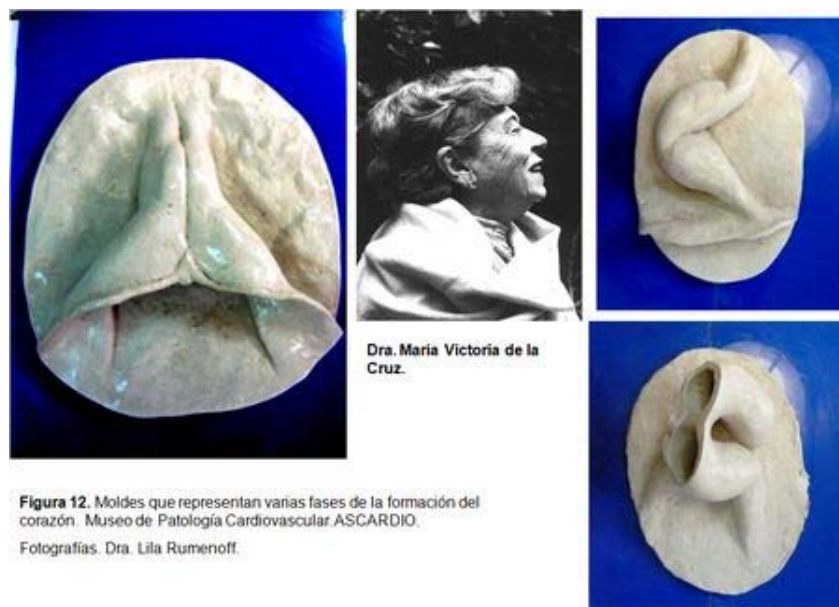 Dra. Maria Victoria de la
Cruz.
Figura 12. Moldes que representan varias fases de la formación del
corazón. Museo de Patología Cardiovascular.ASCARDIO.
Fotografías. Dra. Lila Rumenoff.